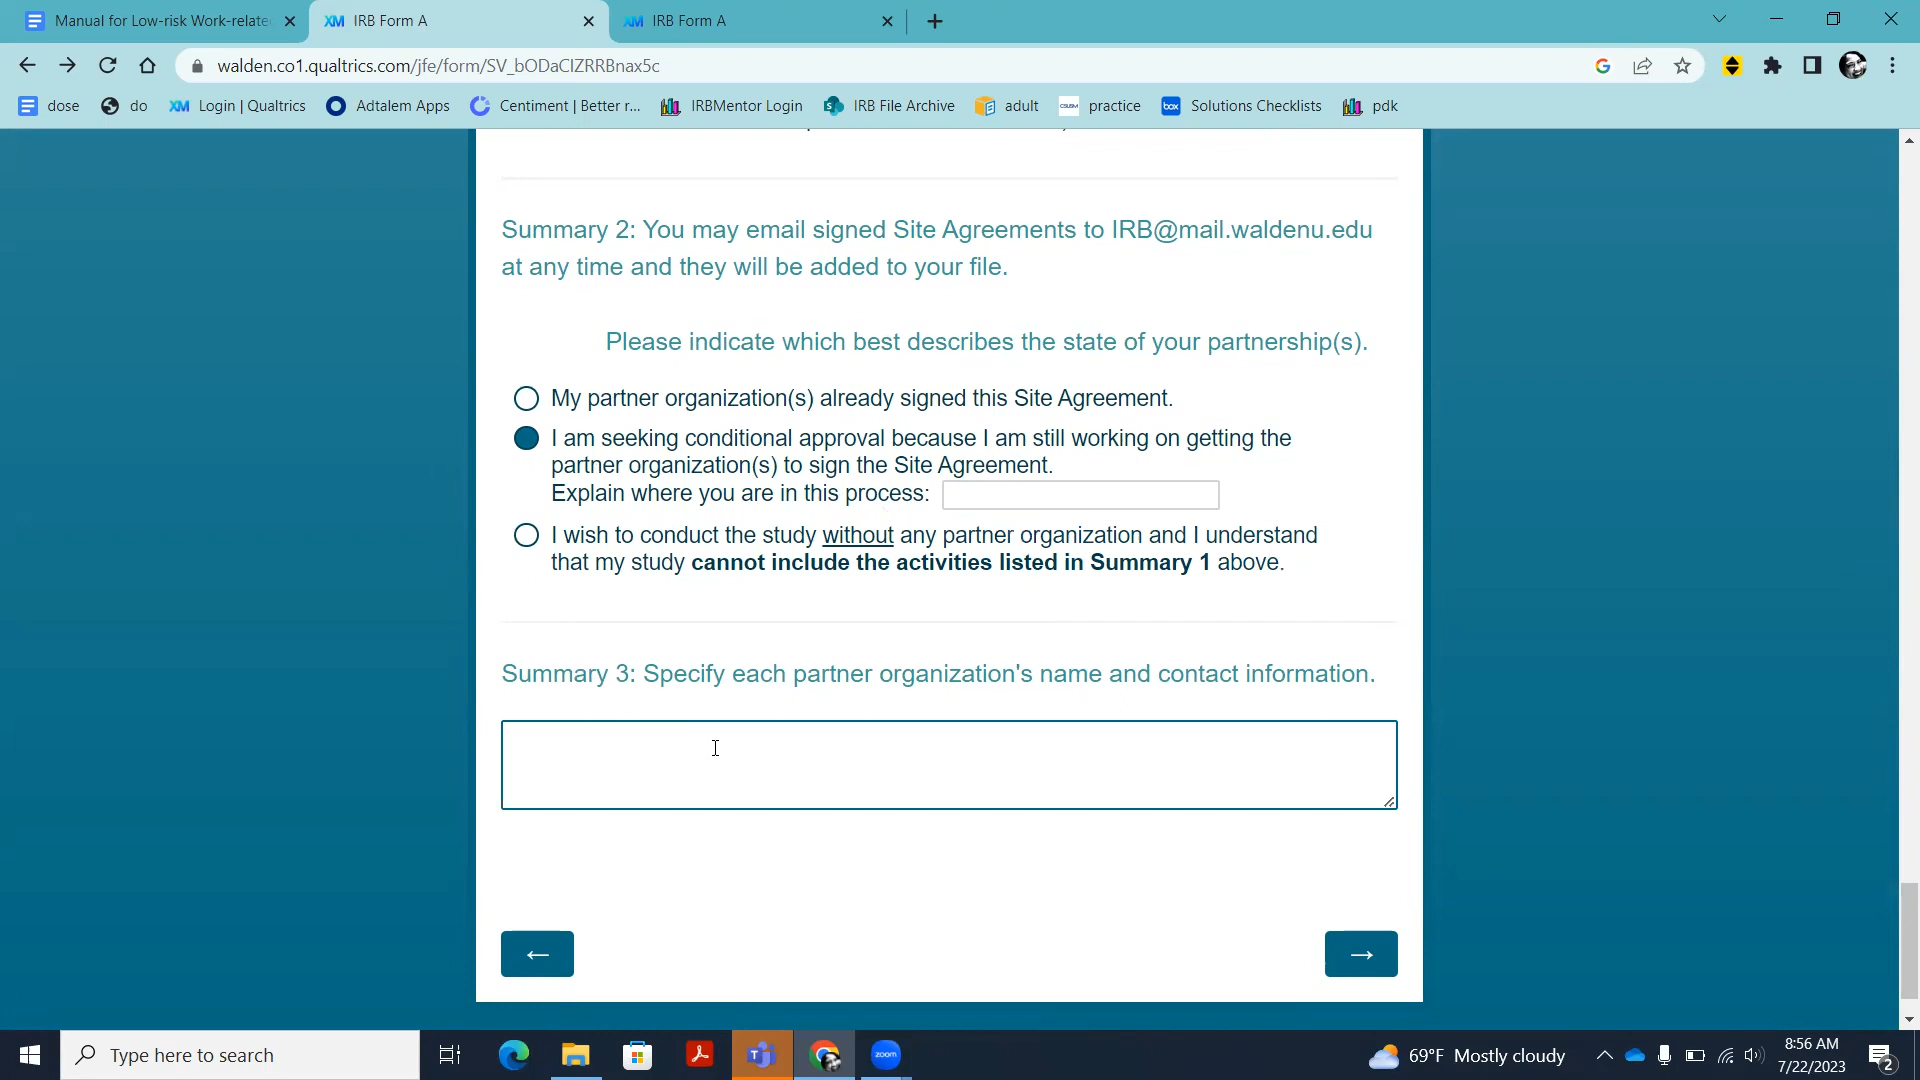 Manual for Low-risk Work-relate
IRB Form A
IRB Form A
walden.co1.qualtrics.com/jfe/form/SV_bODaCIZRRBnax5c
dose
do
XM Login | Qualtrics
Adtalem Apps
Centiment | Better r...
IRBMentor Login
IRB File Archive
adult
practice
box Solutions Checklists
pdk
Summary 2: You may email signed Site Agreements to IRB@mail.waldenu.edu
at any time and they will be added to your file.
Please indicate which best describes the state of your partnership(s).
My partner organization(s) already signed this Site Agreement.
I am seeking conditional approval because I am still working on getting the
partner organization(s) to sign the Site Agreement.
Explain where you are in this process:
I wish to conduct the study without any partner organization and I understand
that my study cannot include the activities listed in Summary 1 above.
Summary 3: Specify each partner organization's name and contact information.
←
→
Type here to search
zoom
69°F Mostly cloudy
8:56 AM
7/22/2023
2